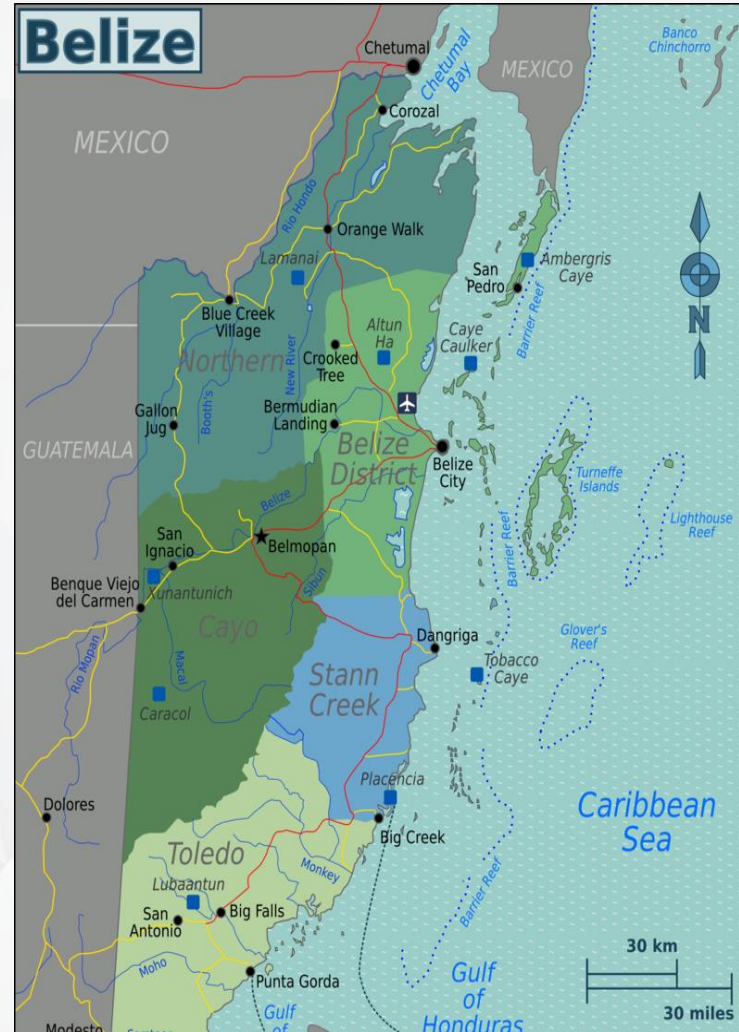 Belize
Chetumal
Chetumal
Bay
MEXICO
Banco
Chinchorro
Corozal
MEXICO
Rio Hondo
Orange Walk
Lamanai
Ambergris
Caye
San
Pedro
Barrier Reef
N
Blue Creek
Village
Northern
New River
Altun
Ha
Caye
Caulker
Crooked
Tree
Gallon
Jug
Booth's
Bermudian
Landing
Belize
District
Belize
City
GUATEMALA
Turneffe
Islands
Lighthouse
Reef
Belize
San
Ignacio
Belmopan
Barrier Reef
Benque Viejo
del Carmen
Xunantunich
Sibun
Cayo
Dangriga
Glover's
Reef
Rio Mopan
Macal
Stann
Creek
Tobacco
Caye
Caracol
Placencia
Dolores
Big Creek
Caribbean
Sea
Toledo
Monkey
Barrier Reef
Lubaantun
San
Antonio
Big Falls
30 km
Moho
Punta Gorda
Gulf
of
Honduras
30 miles
Gulf
of